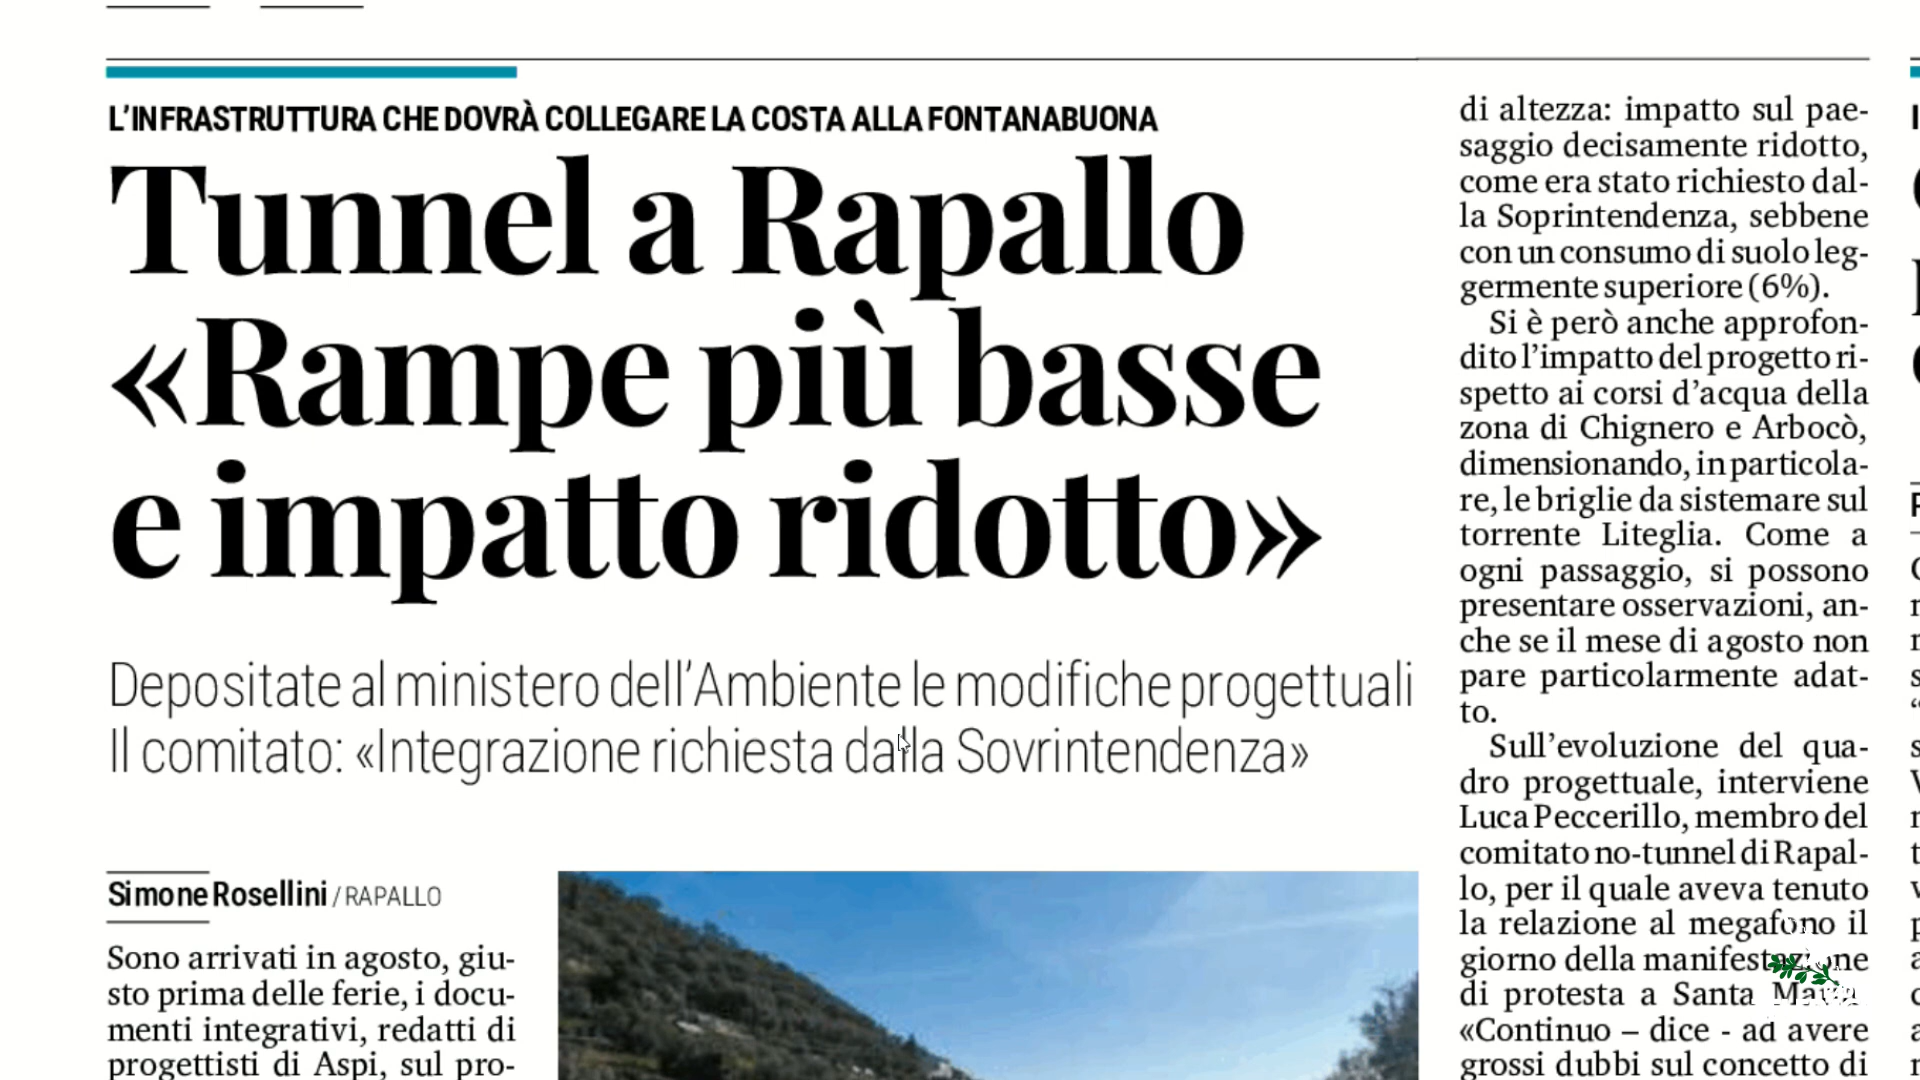 L'INFRASTRUTTURA CHE DOVRÀ COLLEGARE LA COSTA ALLA FONTANABUONA
Tunnel a Rapallo
«Rampe più basse
e impatto ridotto»
Depositate al ministero dell'Ambiente le modifiche progettuali
Il comitato: «Integrazione richiesta dalla Sovrintendenza»
Simone Rosellini / RAPALLO
Sono arrivati in agosto, giu-
sto prima delle ferie, i docu-
menti integrativi, redatti di
progettisti di Aspi, sul pro-
di altezza: impatto sul pae-
saggio decisamente ridotto,
come era stato richiesto dal-
la Soprintendenza, sebbene
con un consumo di suolo leg-
germente superiore (6%).
Si è però anche approfon-
dito l'impatto del progetto ri-
spetto ai corsi d'acqua della
zona di Chignero e Arbocò,
dimensionando, in particola-
re, le briglie da sistemare sul
torrente Liteglia. Come a
ogni passaggio, si possono
presentare osservazioni, an-
che se il mese di agosto non
pare particolarmente adat-
to.
Sull'evoluzione del qua-
dro progettuale, interviene
Luca Peccerillo, membro del
comitato no-tunnel di Rapal-
lo, per il quale aveva tenuto
la relazione al megafono il
giorno della manifestazione
di protesta a Santa Maria.
«Continuo – dice - ad avere
grossi dubbi sul concetto di